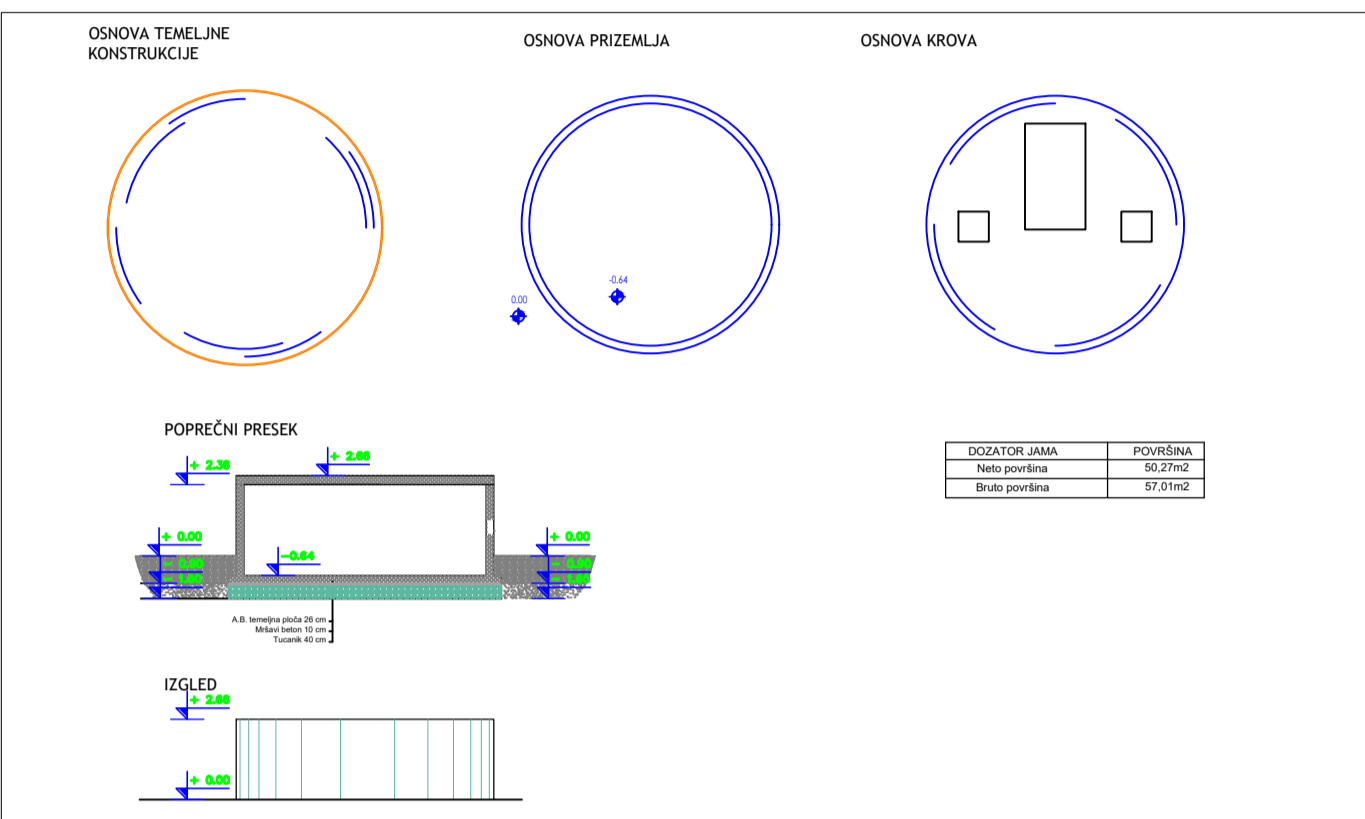 OSNOVA TEMELJNE
KONSTRUKCIJE
OSNOVA PRIZEMLJA
OSNOVA KROVA
-0.64
0.00
POPREČNI PRESEK
+ 2.66
+ 2.36
+ 0.00
-0.64
+ 0.00
A.B. temeljna ploča 26 cm
Mršavi beton 10 cm
Tucanik 40 cm
DOZATOR JAMA POVRŠINA
Neto površina 50,27m2
Bruto površina 57,01m2
IZGLED
+ 2.66
+ 0.00